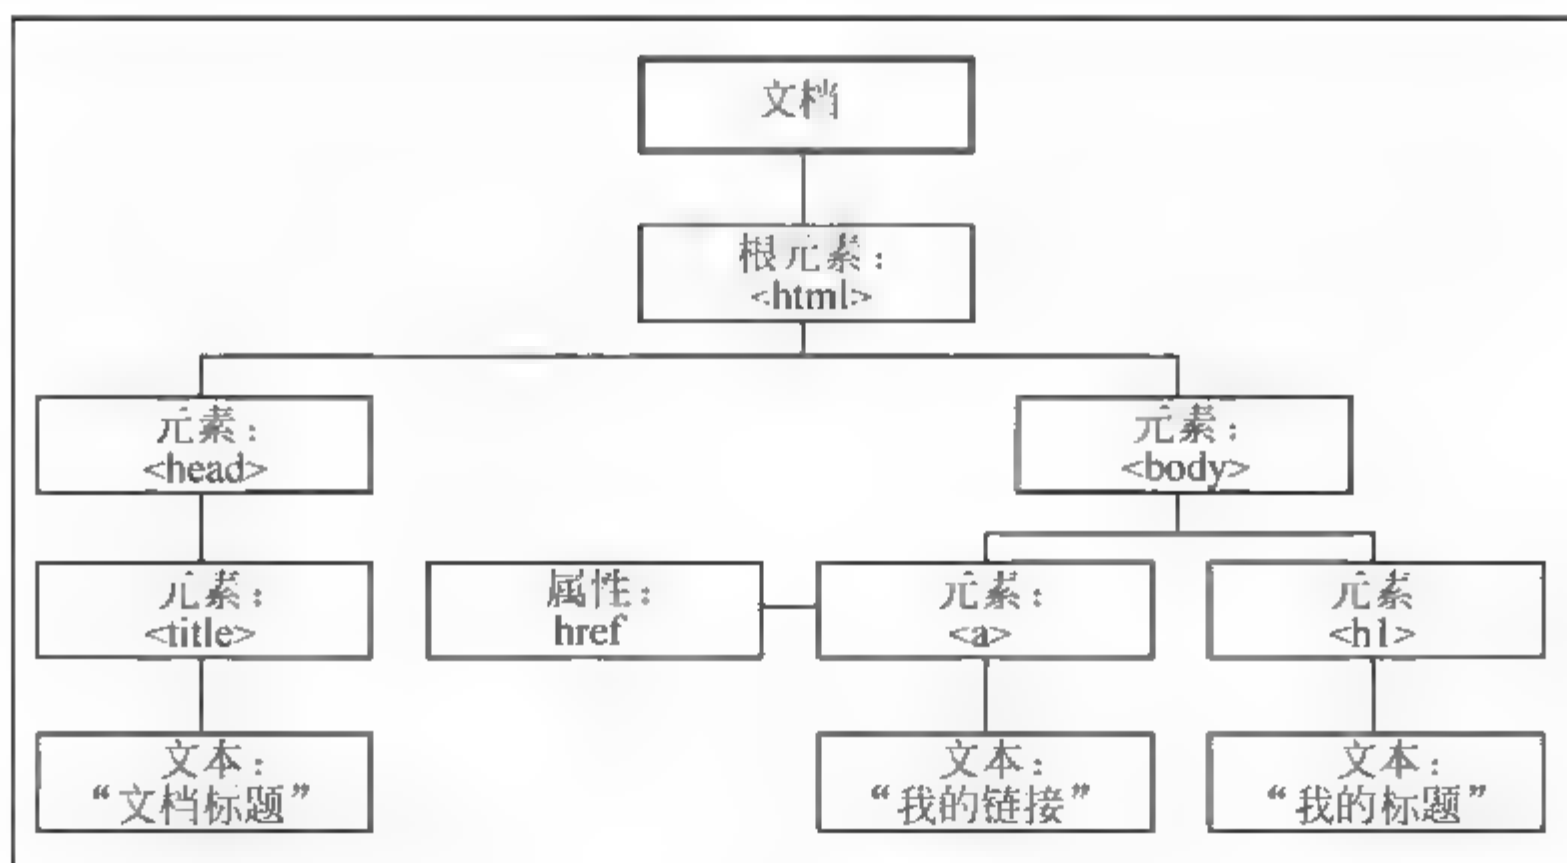 文档
根元素：
<html>
元素：
<head>
元素：
<body>
元素：
<title>
属性：
href
元素：
<a>
元素
<h1>
文本：
“文档标题”
文本：
“我的链接”
文本：
“我的标题”